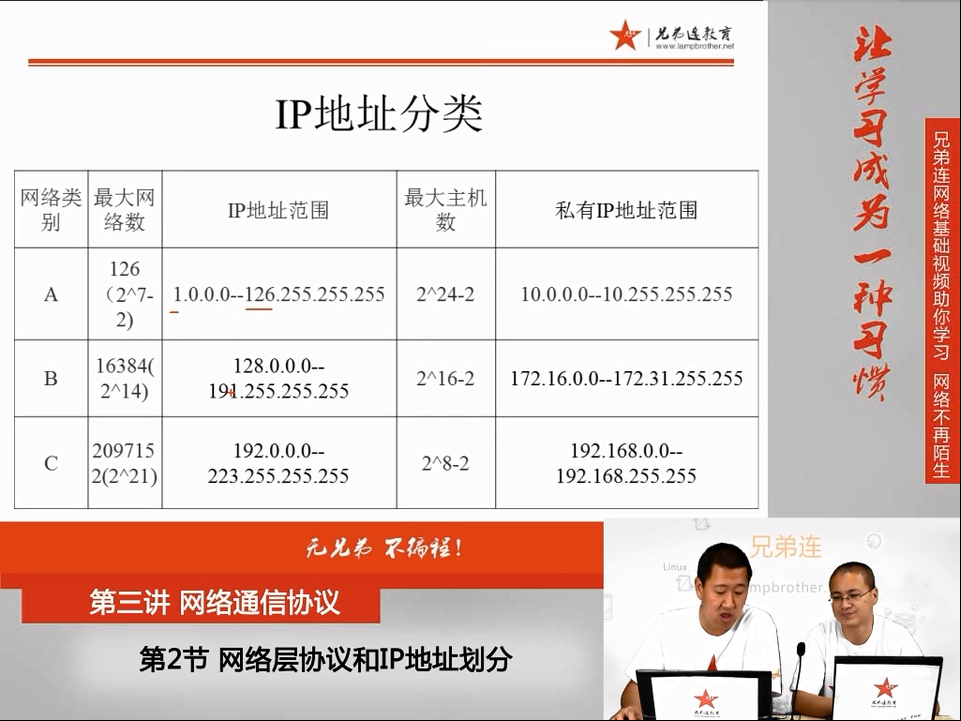 兄弟连教育
www.lampbrother.net
IP地址分类
网络类别
最大网络数
IP地址范围
最大主机数
私有IP地址范围
A
126
（2^7-
2)
1.0.0.0--126.255.255.255
2^24-2
10.0.0.0--10.255.255.255
B
16384(
2^14)
128.0.0.0--
191.255.255.255
2^16-2
172.16.0.0--172.31.255.255
C
209715
2(2^21)
192.0.0.0--
223.255.255.255
2^8-2
192.168.0.0--
192.168.255.255
让学习成为一种习惯
兄弟连网络基础视频助你学习 网络不再陌生
无兄弟 不编程！
第三讲 网络通信协议
第2节 网络层协议和IP地址划分
兄弟连
Linux
ampbrother.